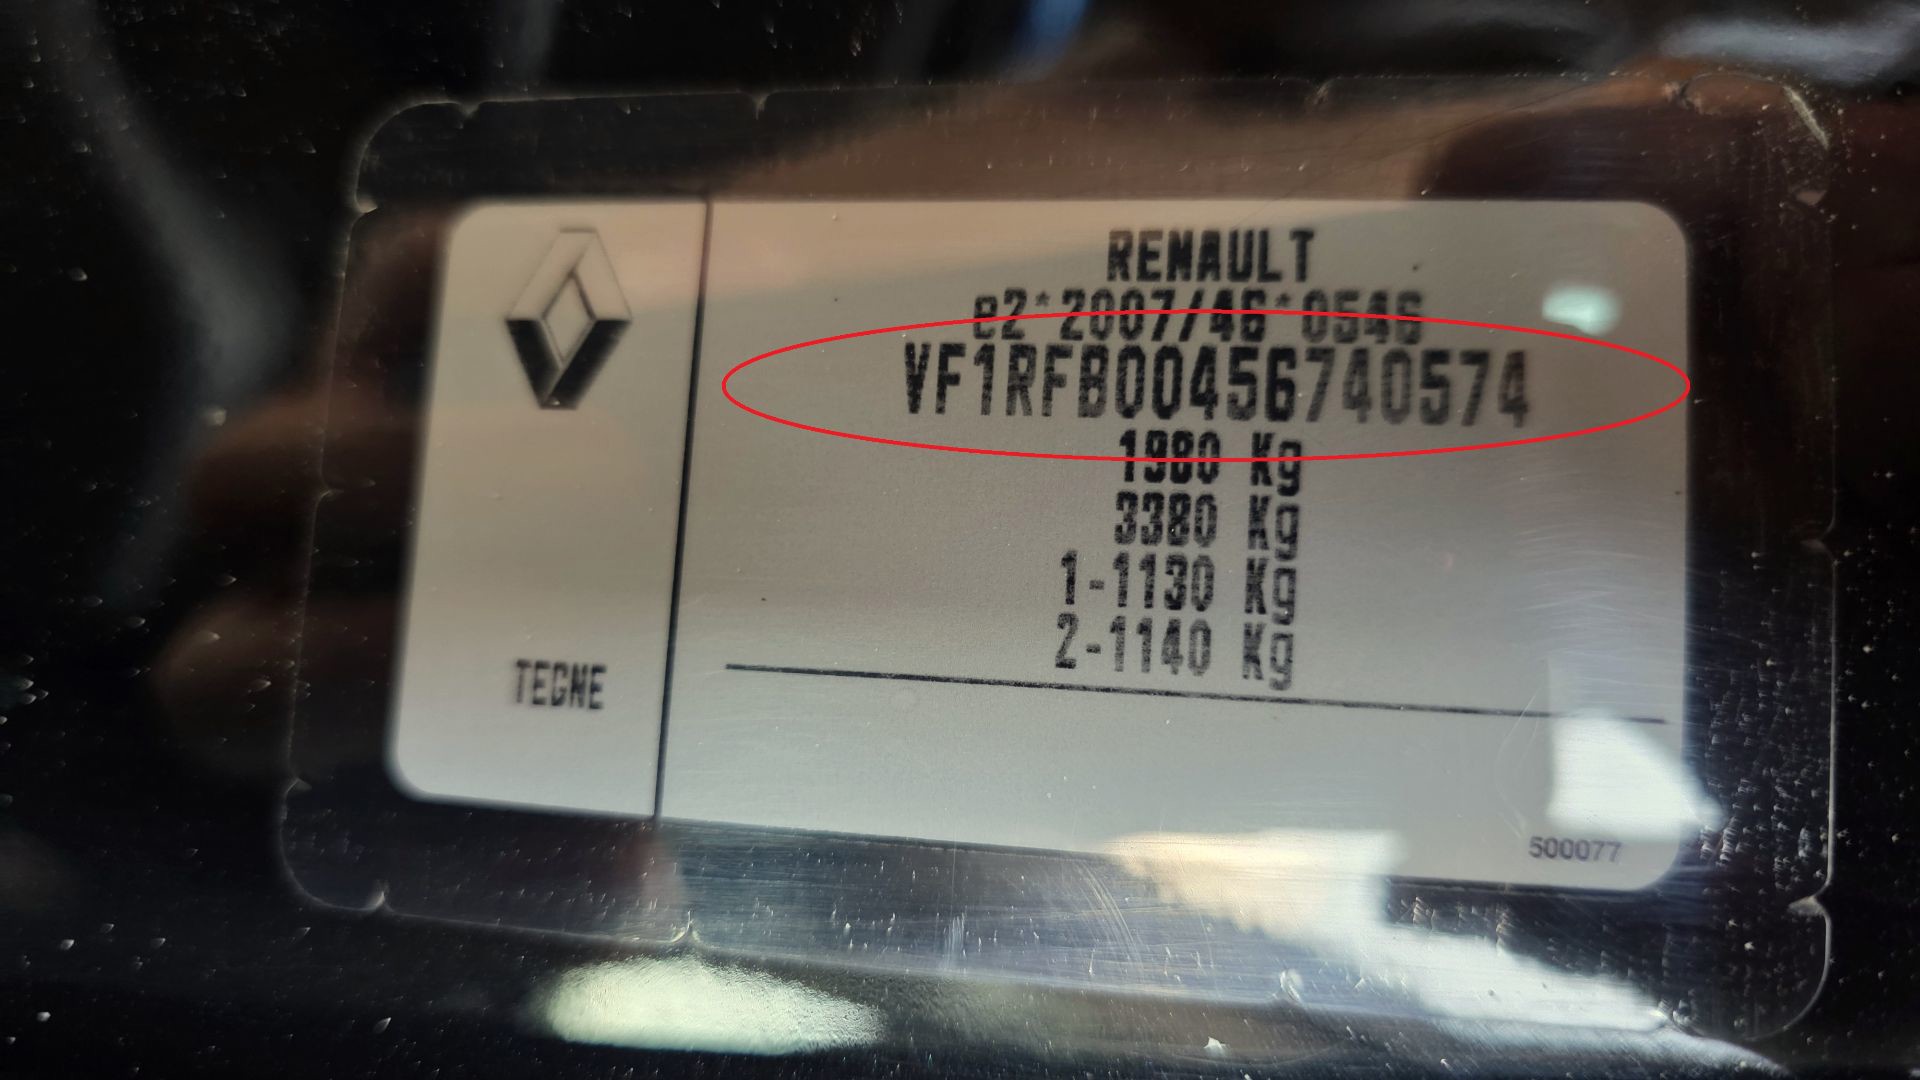 RENAULT
e2*2007/46*0546
VF1RFB00456740574
1980 Kg
3380 Kg
1-1130 Kg
2-1140 Kg
TEGNE
500077